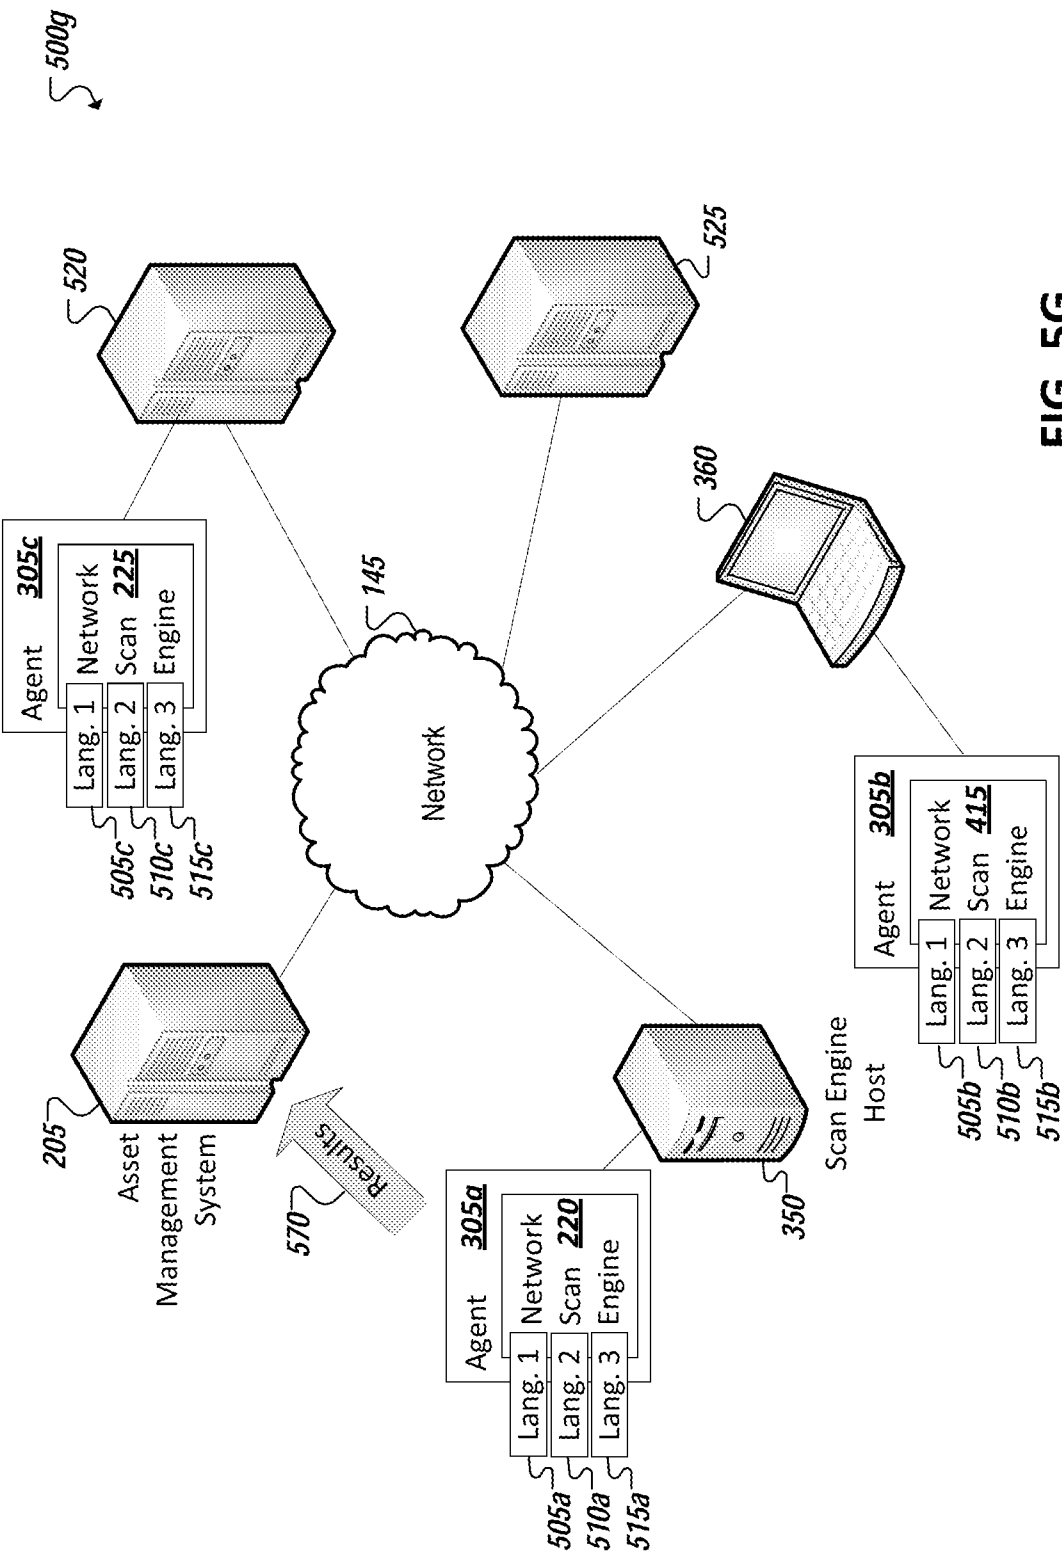 500g
205
Asset
Management
System
570
Results
Agent 305c
Lang. 1 Network
Lang. 2 Scan 225
Lang. 3 Engine
505c
510c
515c
520
145
Network
525
Agent 305a
Lang. 1 Network
Lang. 2 Scan 220
Lang. 3 Engine
505a
510a
515a
350
Scan Engine
Host
360
Agent 305b
Lang. 1 Network
Lang. 2 Scan 415
Lang. 3 Engine
505b
510b
515b
FIG. 5G